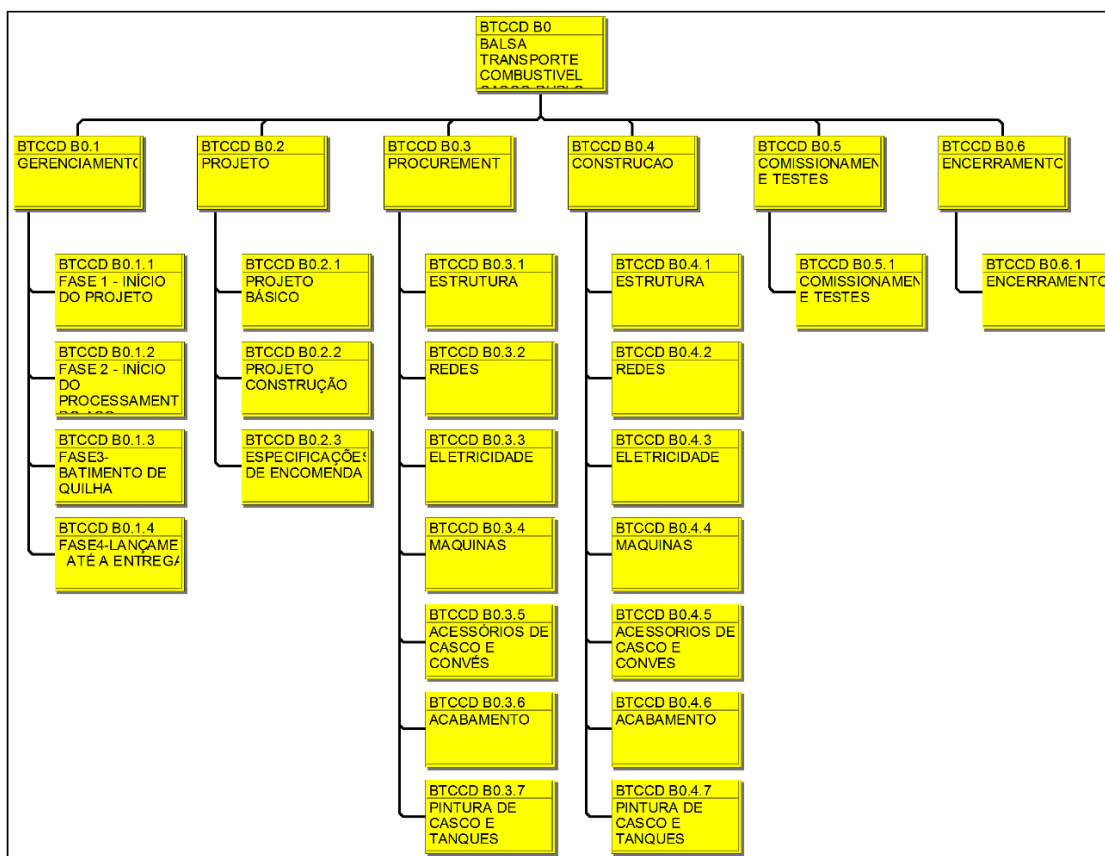 BTCCD B0
BALSA
TRANSPORTE
COMBUSTIVEL
BTCCD B0.1
GERENCIAMENTO
BTCCD B0.2
PROJETO
BTCCD B0.3
PROCUREMENT
BTCCD B0.4
CONSTRUCAO
BTCCD B0.5
COMISSIONAMEN
E TESTES
BTCCD B0.6
ENCERRAMENTO
BTCCD B0.1.1
FASE 1 - INÍCIO
DO PROJETO
BTCCD B0.1.2
FASE 2 - INÍCIO
DO
PROCESSAMENT
BTCCD B0.1.3
FASE3-
BATIMENTO DE
QUILHA
BTCCD B0.1.4
FASE4-LANÇAME
ATÉ A ENTREGA
BTCCD B0.2.1
PROJETO
BÁSICO
BTCCD B0.2.2
PROJETO
CONSTRUÇÃO
BTCCD B0.2.3
ESPECIFICAÇÕES
DE ENCOMENDA
BTCCD B0.3.1
ESTRUTURA
BTCCD B0.3.2
REDES
BTCCD B0.3.3
ELETRICIDADE
BTCCD B0.3.4
MAQUINAS
BTCCD B0.3.5
ACESSÓRIOS DE
CASCO E
CONVÉS
BTCCD B0.3.6
ACABAMENTO
BTCCD B0.3.7
PINTURA DE
CASCO E
TANQUES
BTCCD B0.4.1
ESTRUTURA
BTCCD B0.4.2
REDES
BTCCD B0.4.3
ELETRICIDADE
BTCCD B0.4.4
MAQUINAS
BTCCD B0.4.5
ACESSORIOS DE
CASCO E
CONVES
BTCCD B0.4.6
ACABAMENTO
BTCCD B0.4.7
PINTURA DE
CASCO E
TANQUES
BTCCD B0.5.1
COMISSIONAMEN
E TESTES
BTCCD B0.6.1
ENCERRAMENTO